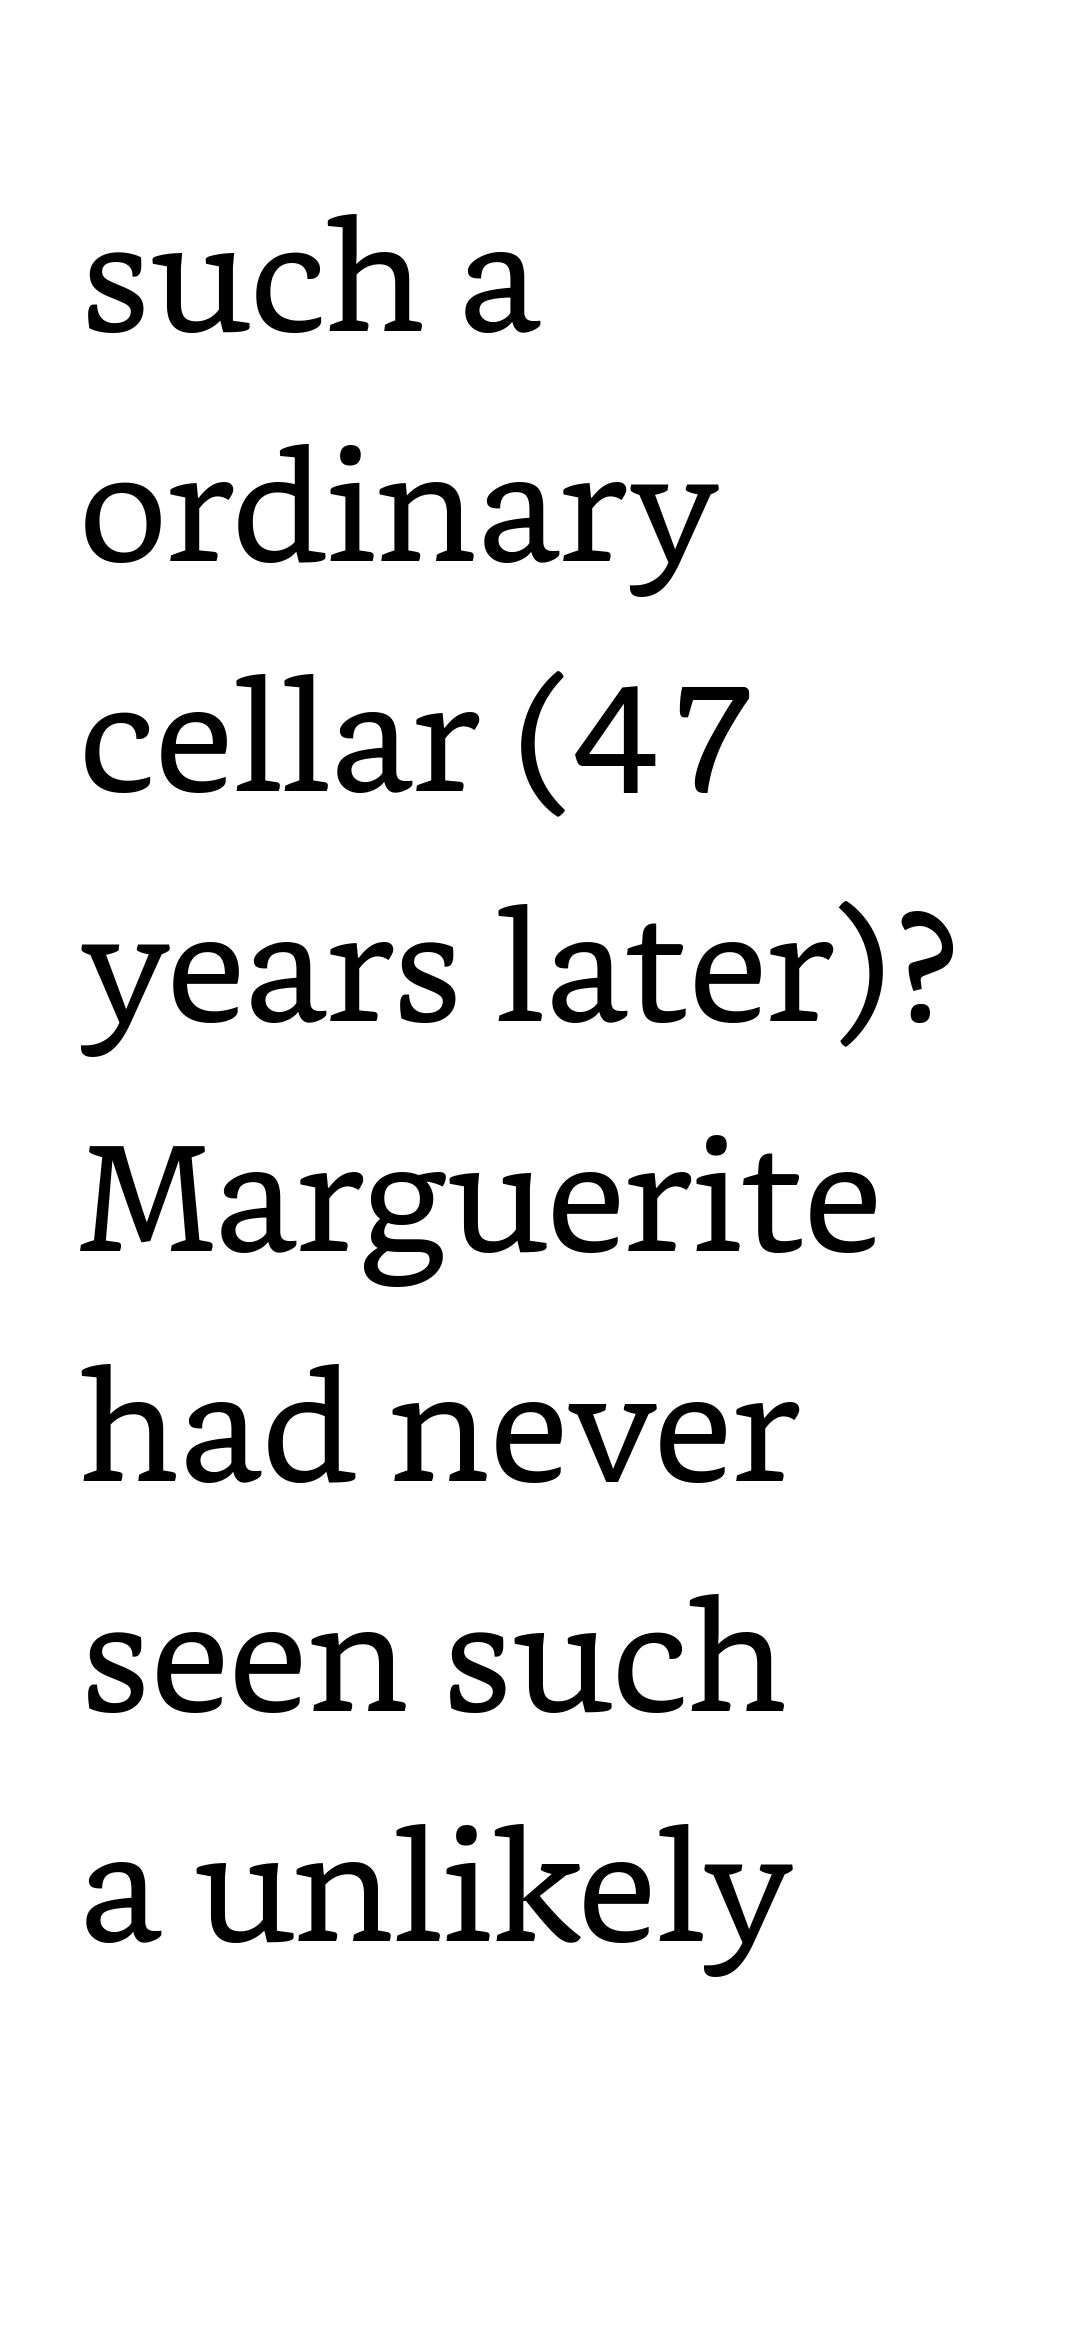 such a
ordinary
cellar (47
years later)?
Marguerite
had never
seen such
a unlikely